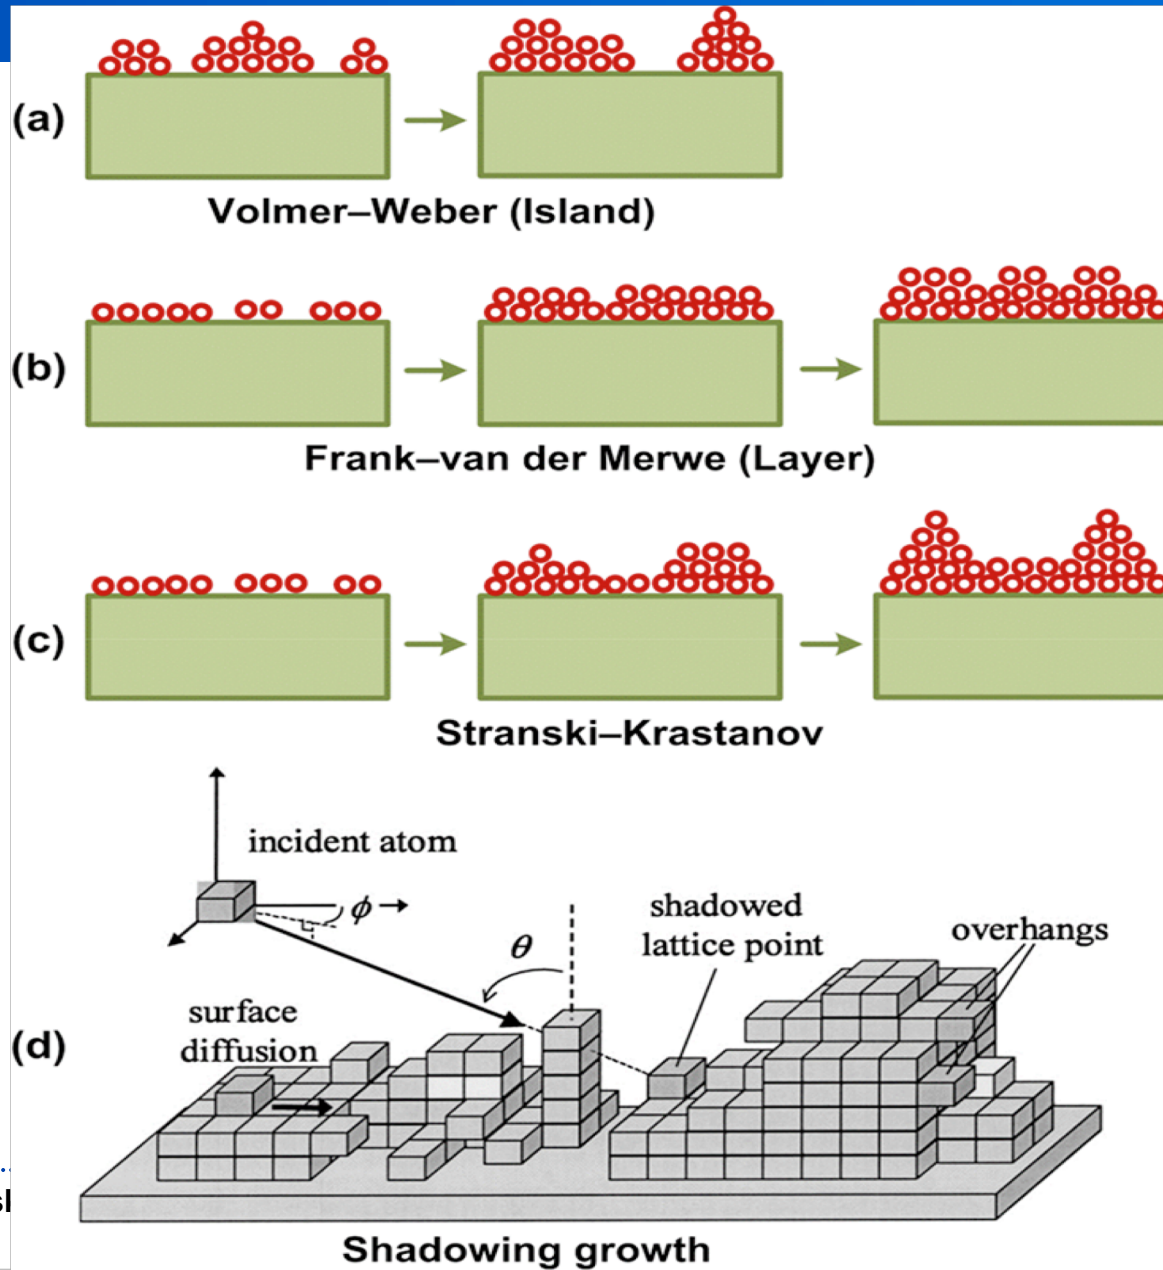 (a)
Volmer–Weber (Island)
(b)
Frank–van der Merwe (Layer)
(c)
Stranski–Krastanov
incident atom
ϕ
θ
shadowed
lattice point
overhangs
surface
diffusion
(d)
Shadowing growth